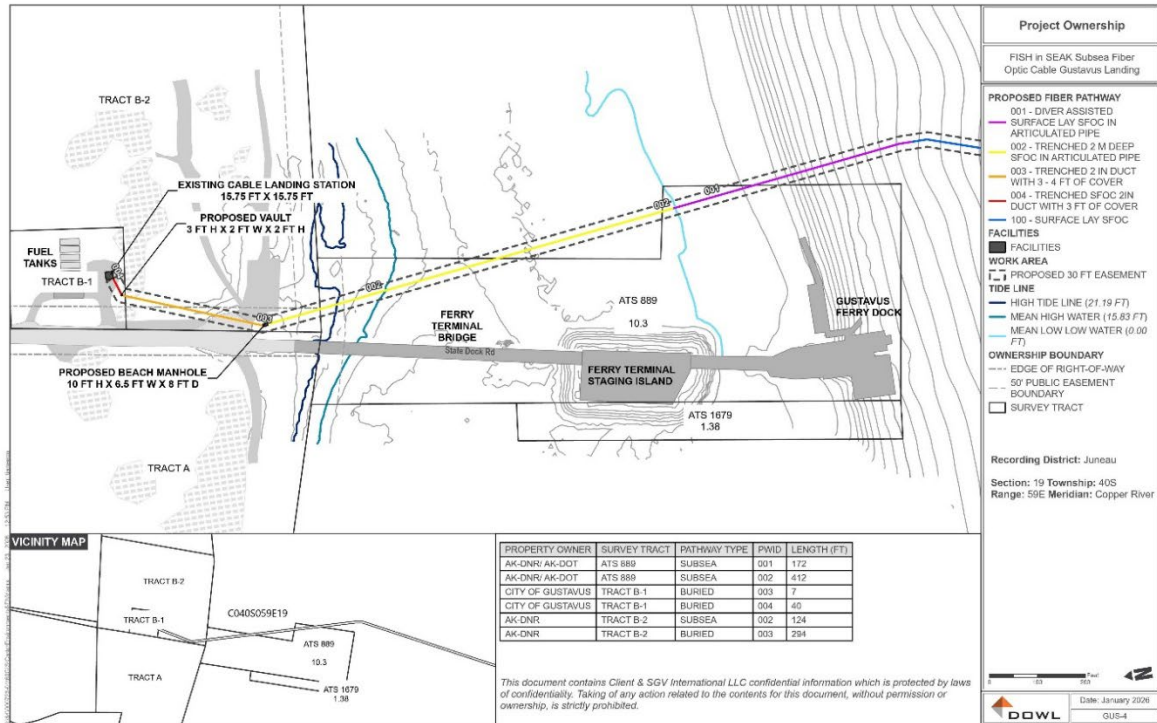 TRACT B-2
EXISTING CABLE LANDING STATION
15.75 FT X 15.75 FT
PROPOSED VAULT
3 FT H X 2 FT W X 2 FT H
FUEL
TANKS
TRACT B-1
004
003
002
002
001
PROPOSED BEACH MANHOLE
10 FT H X 6.5 FT W X 8 FT D
FERRY
TERMINAL
BRIDGE
State Dock Rd
ATS 889
10.3
FERRY TERMINAL
STAGING ISLAND
GUSTAVUS
FERRY DOCK
ATS 1679
1.38
TRACT A
VICINITY MAP
TRACT B-2
TRACT B-1
TRACT A
C040S059E19
ATS 889
10.3
ATS 1679
1.38
PROPERTY OWNER SURVEY TRACT PATHWAY TYPE PWID LENGTH (FT)
AK-DNR/ AK-DOT ATS 889 SUBSEA 001 172
AK-DNR/ AK-DOT ATS 889 SUBSEA 002 412
CITY OF GUSTAVUS TRACT B-1 BURIED 003 7
CITY OF GUSTAVUS TRACT B-1 BURIED 004 40
AK-DNR TRACT B-2 SUBSEA 002 124
AK-DNR TRACT B-2 BURIED 003 294
This document contains Client & SGV International LLC confidential information which is protected by laws
of confidentiality. Taking of any action related to the contents for this document, without permission or
ownership, is strictly prohibited.
Project Ownership
FISH in SEAK Subsea Fiber
Optic Cable Gustavus Landing
PROPOSED FIBER PATHWAY
001 - DIVER ASSISTED
SURFACE LAY SFOC IN
ARTICULATED PIPE
002 - TRENCHED 2 M DEEP
SFOC IN ARTICULATED PIPE
003 - TRENCHED 2 IN DUCT
WITH 3 - 4 FT OF COVER
004 - TRENCHED SFOC 2IN
DUCT WITH 3 FT OF COVER
100 - SURFACE LAY SFOC
FACILITIES
FACILITIES
WORK AREA
PROPOSED 30 FT EASEMENT
TIDE LINE
HIGH TIDE LINE (21.19 FT)
MEAN HIGH WATER (15.83 FT)
MEAN LOW LOW WATER (0.00
FT)
OWNERSHIP BOUNDARY
EDGE OF RIGHT-OF-WAY
50' PUBLIC EASEMENT
BOUNDARY
SURVEY TRACT
Recording District: Juneau
Section: 19 Township: 40S
Range: 59E Meridian: Copper River
Feet
0
N
DOWL
Date: January 2026
GUS-4